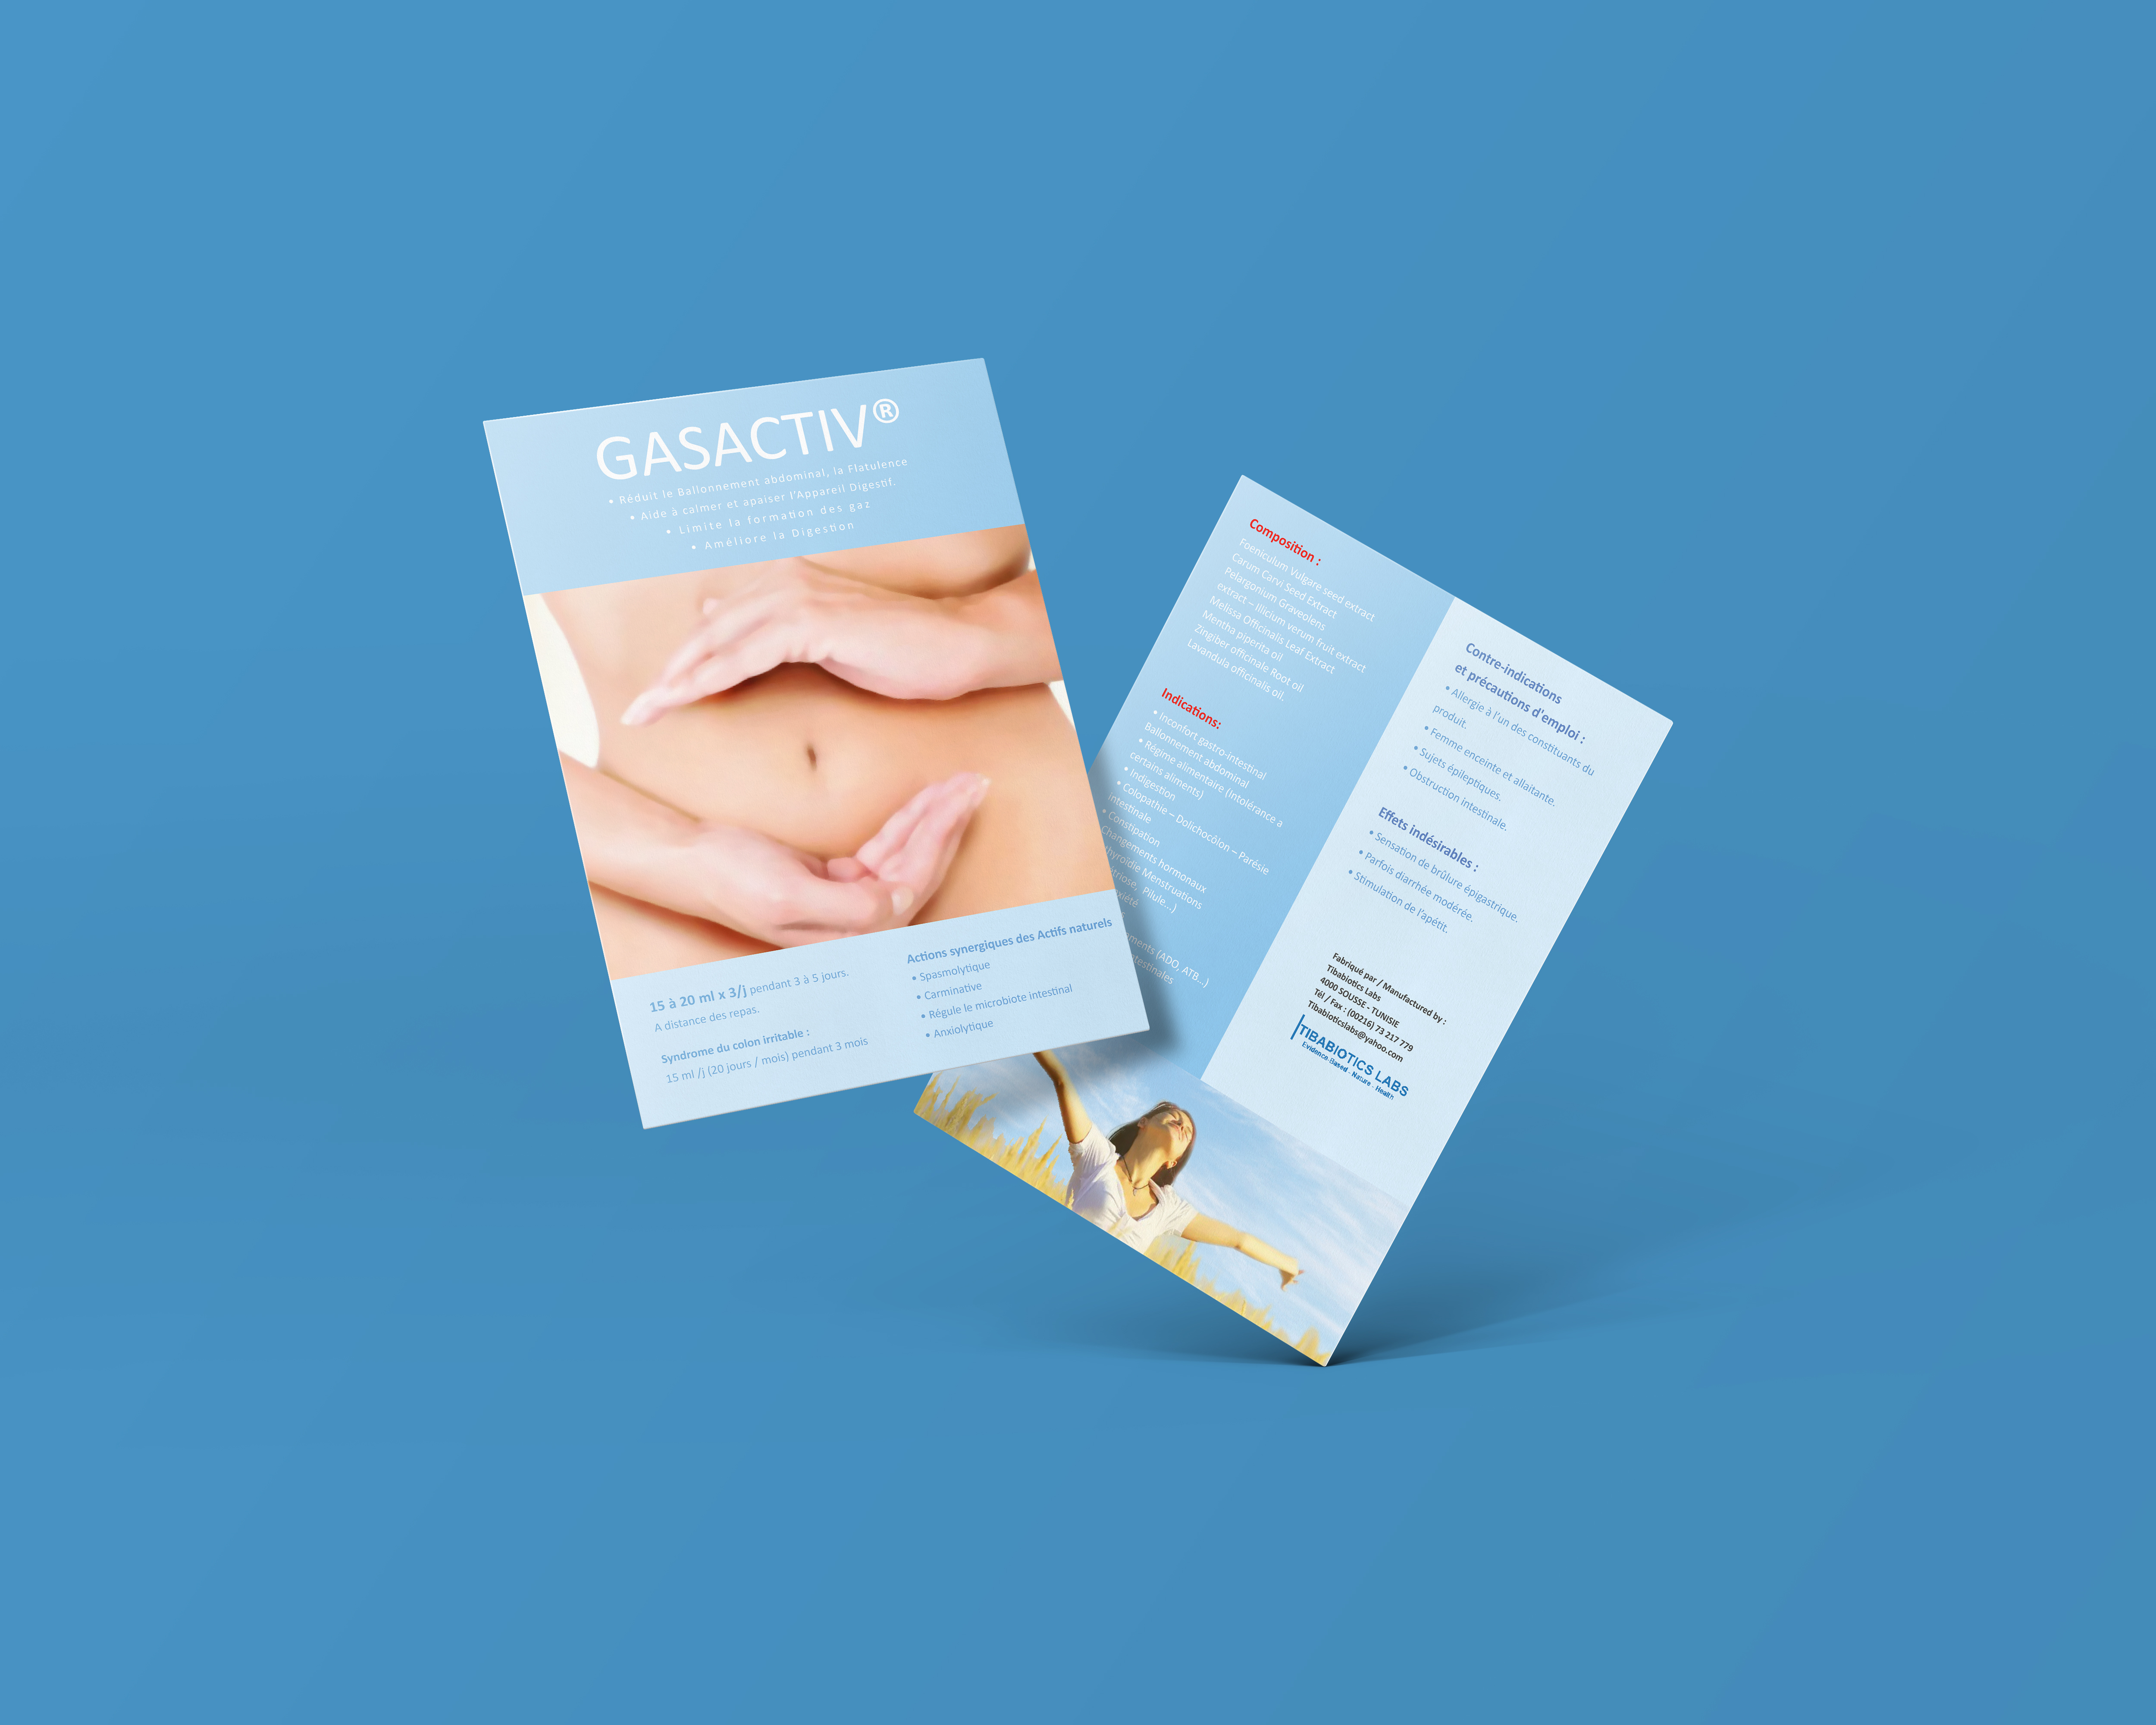 GASACTIV®
• Réduit le Ballonnement abdominal, la Flatulence
• Aide à calmer et apaiser l'Appareil Digestif.
• Limite la formation des gaz
• Améliore la Digestion
15 à 20 ml x 3/j pendant 3 à 5 jours.
A distance des repas.
Syndrome du colon irritable :
15 ml /j (20 jours / mois) pendant 3 mois
Actions synergiques des Actifs naturels
• Spasmolytique
• Carminative
• Régule le microbiote intestinal
• Anxiolytique
Composition :
Foeniculum Vulgare seed extract
Carum Carvi Seed Extract
Pelargonium Graveolens
extract – Illicium verum fruit extract
Melissa Officinalis Leaf Extract
Mentha piperita oil
Zingiber officinale Root oil
Lavandula officinalis oil.
Indications:
• Inconfort gastro-intestinal
Ballonnement abdominal
• Régime alimentaire (Intolérance a
certains aliments)
• Indigestion
• Colopathie – Dolichocôlon – Parésie
intestinale
• Constipation
Changements hormonaux
Menstruations
Pilule...)
(ADO, ATB...)
Contre-indications
et précautions d'emploi :
• Allergie à l'un des constituants du
produit.
• Femme enceinte et allaitante.
• Sujets épileptiques.
• Obstruction intestinale.
Effets indésirables :
• Sensation de brûlure épigastrique.
• Parfois diarrhée modérée.
• Stimulation de l'apétit.
Fabriqué par / Manufactured by :
Tibabiotics Labs
4000 SOUSSE - TUNISIE
Tél / Fax : (00216) 73 217 779
Tibabioticslabs@yahoo.com
TIBABIOTICS LABS
Evidence-Based - Nature - Health